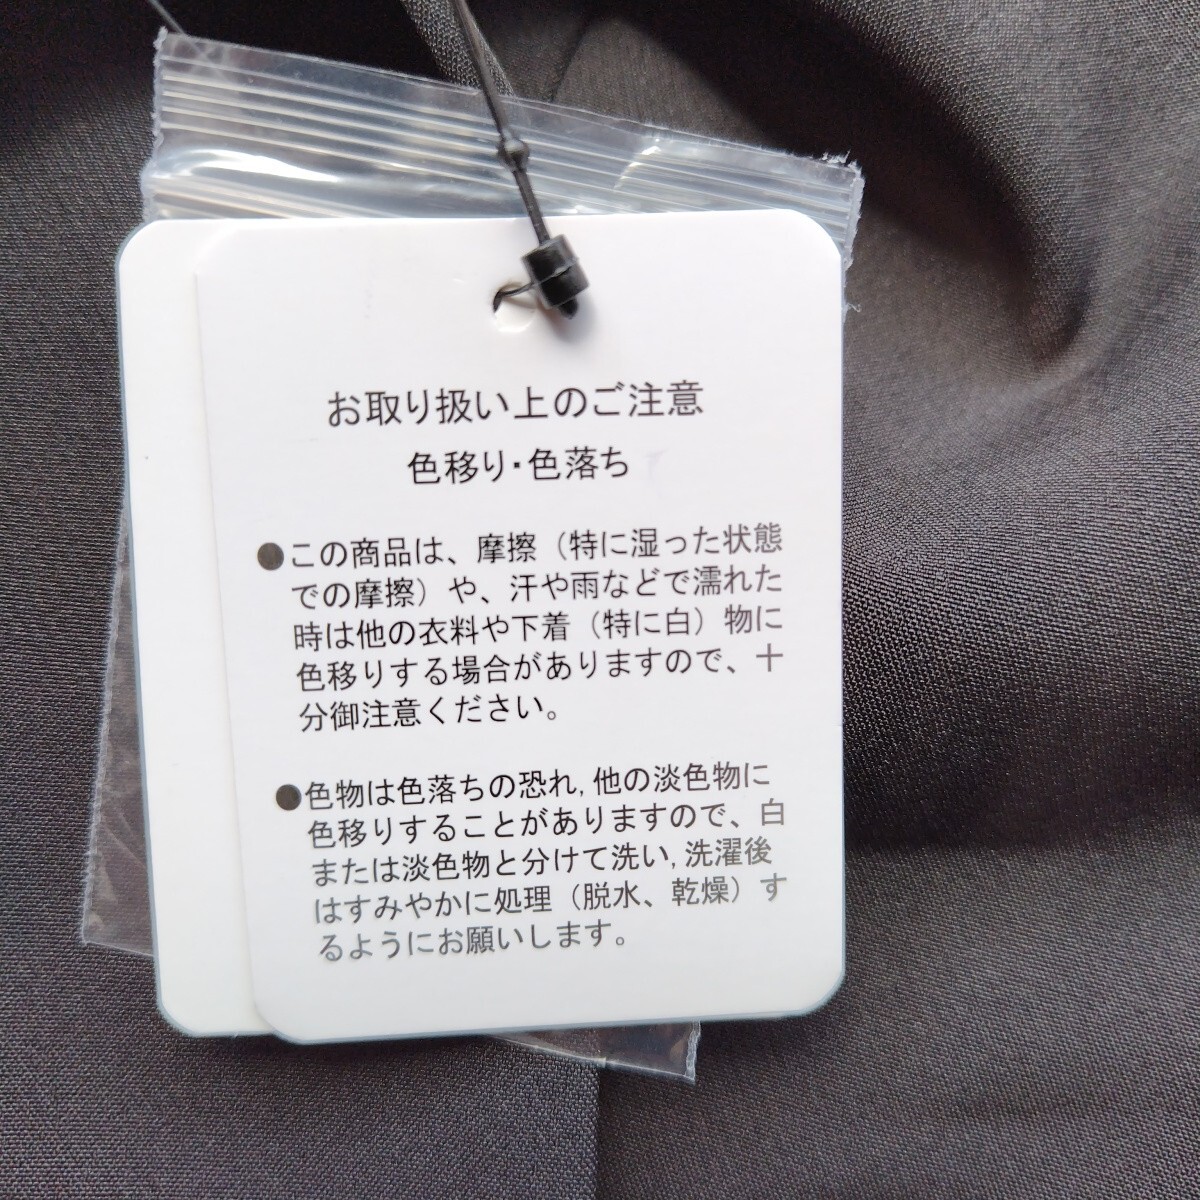 お取り扱い上のご注意
色移り・色落ち
●この商品は、摩擦（特に湿った状態
での摩擦）や、汗や雨などで濡れた
時は他の衣料や下着（特に白）物に
色移りする場合がありますので、十
分御注意ください。
●色物は色落ちの恐れ,他の淡色物に
色移りすることがありますので、白
または淡色物と分けて洗い,洗濯後
はすみやかに処理（脱水、乾燥）す
るようにお願いします。